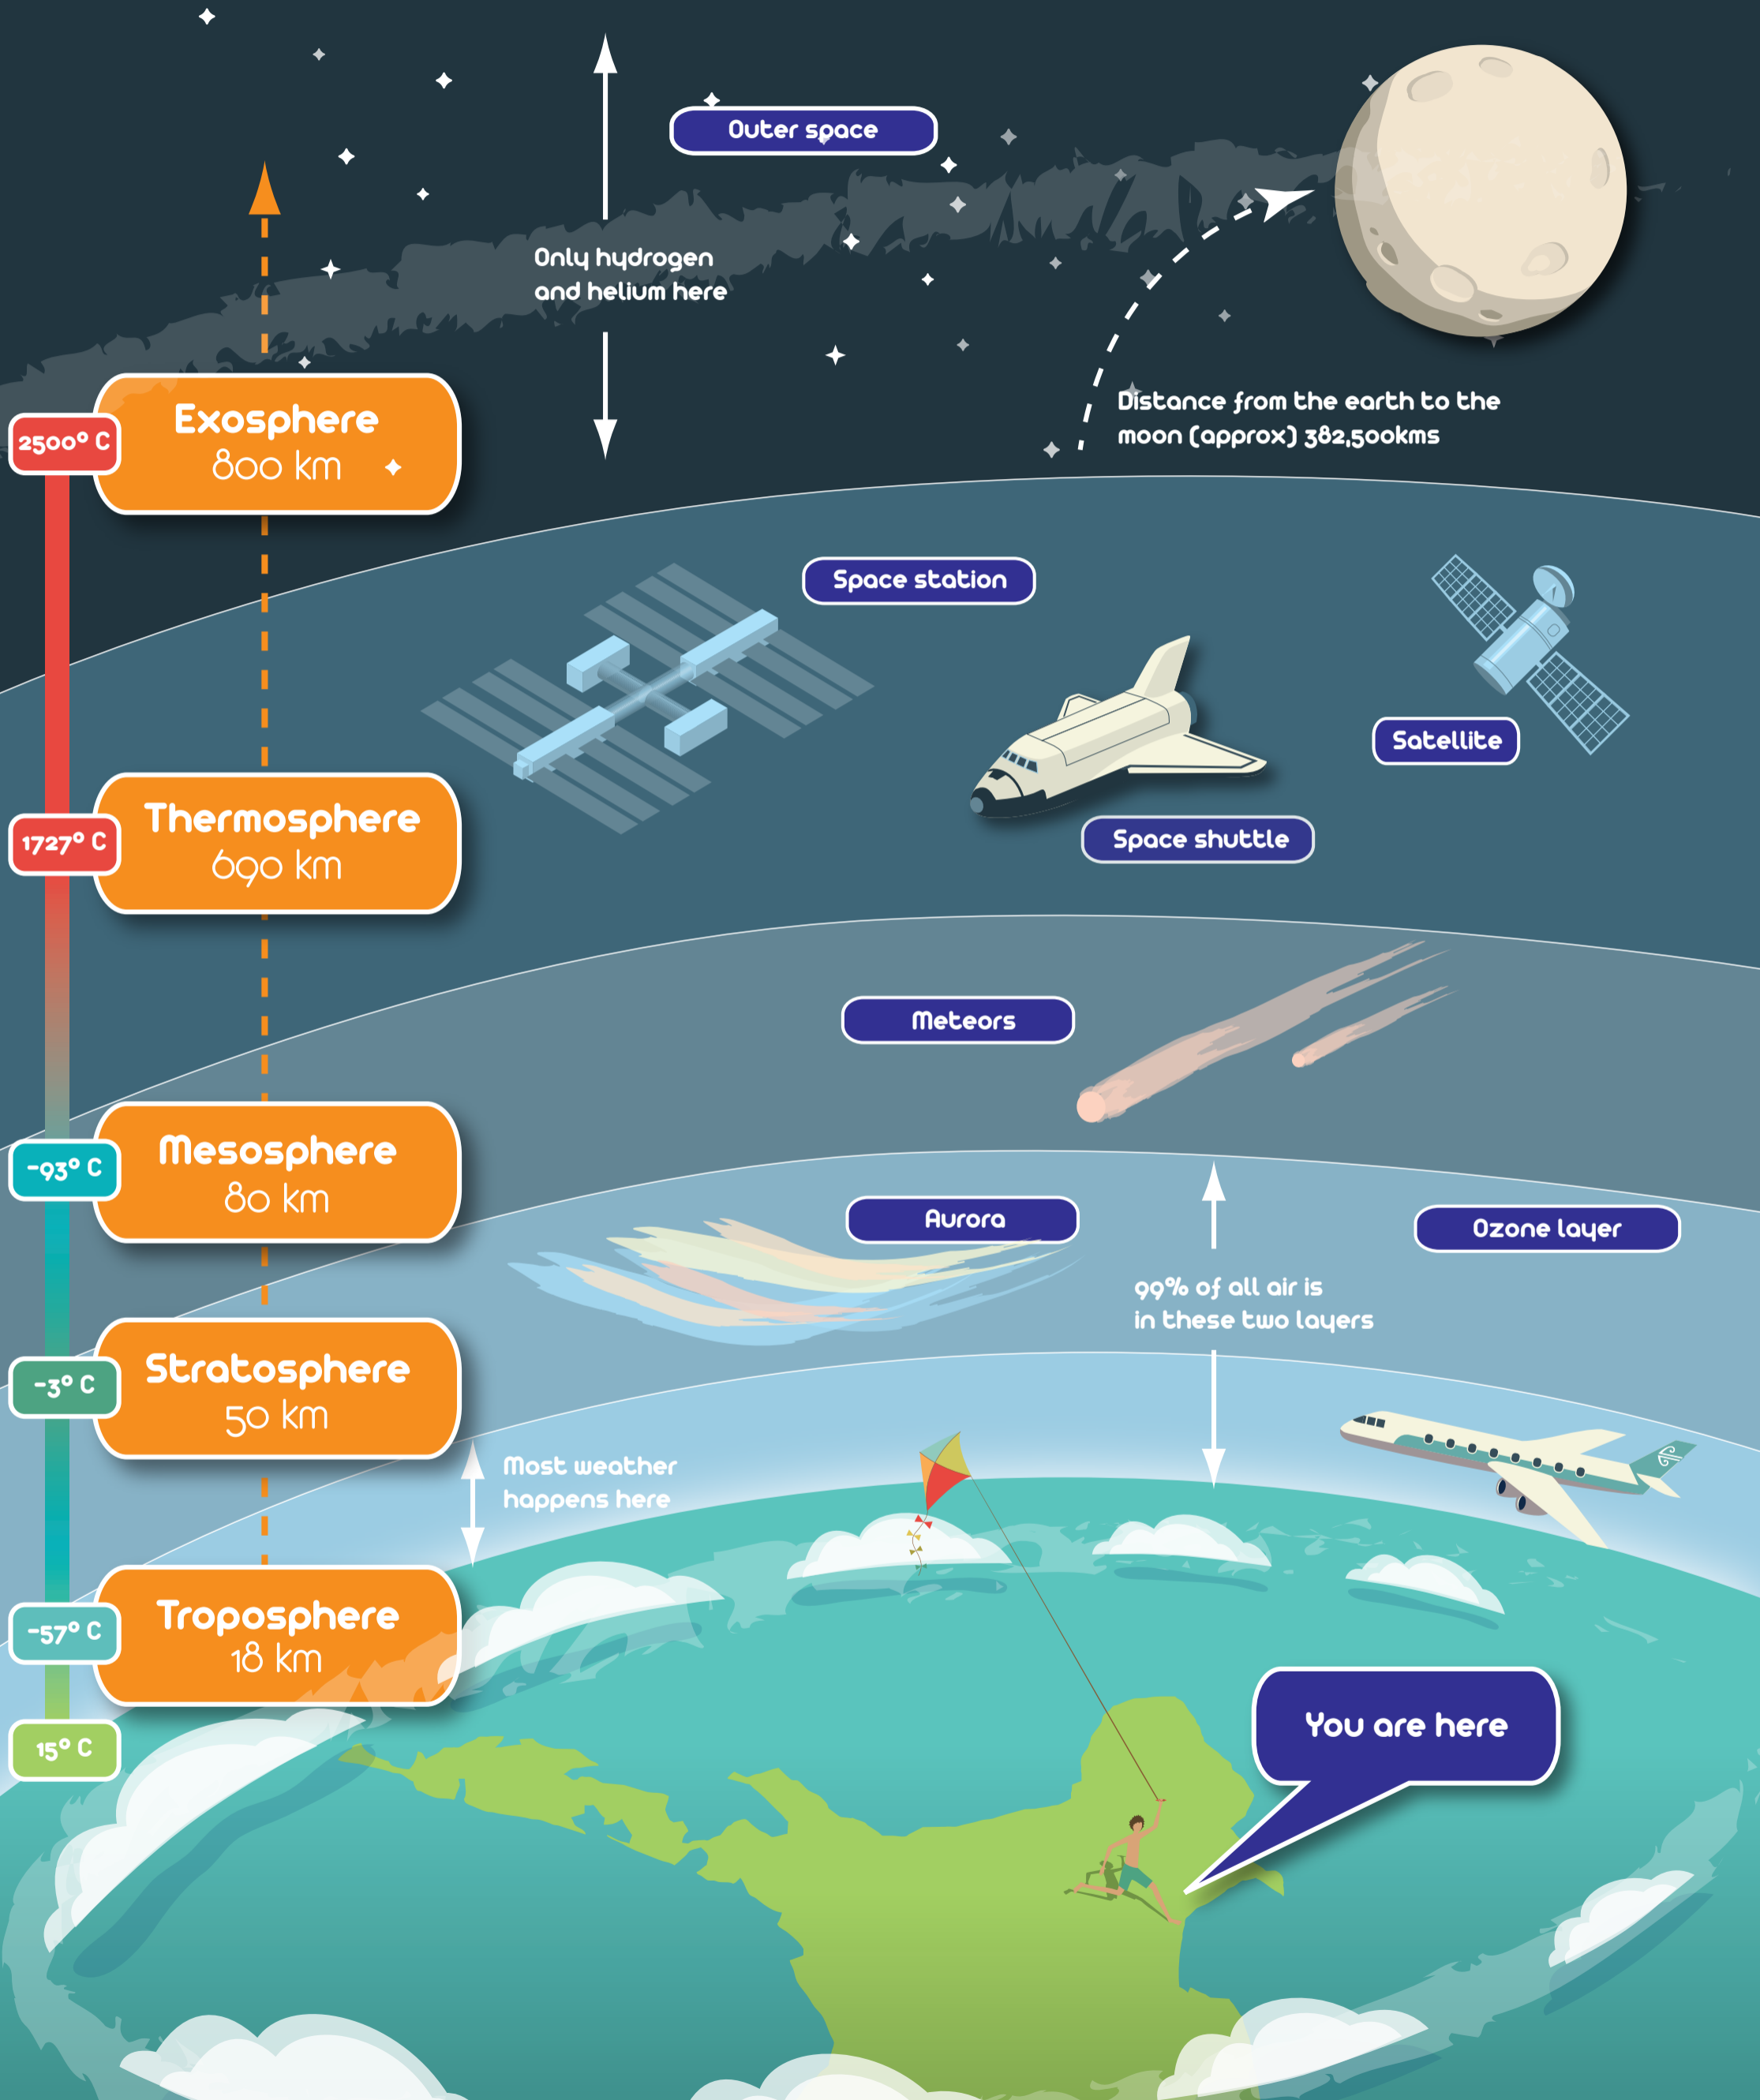 Outer space
Only hydrogen
and helium here
Distance from the earth to the
moon (approx) 382,500kms
Exosphere
800 km
2500° C
Space station
Satellite
Space shuttle
Thermosphere
690 km
1727° C
Meteors
Mesosphere
80 km
-93° C
Aurora
Ozone layer
99% of all air is
in these two layers
Stratosphere
50 km
-3° C
Most weather
happens here
Troposphere
18 km
-57° C
You are here
15° C